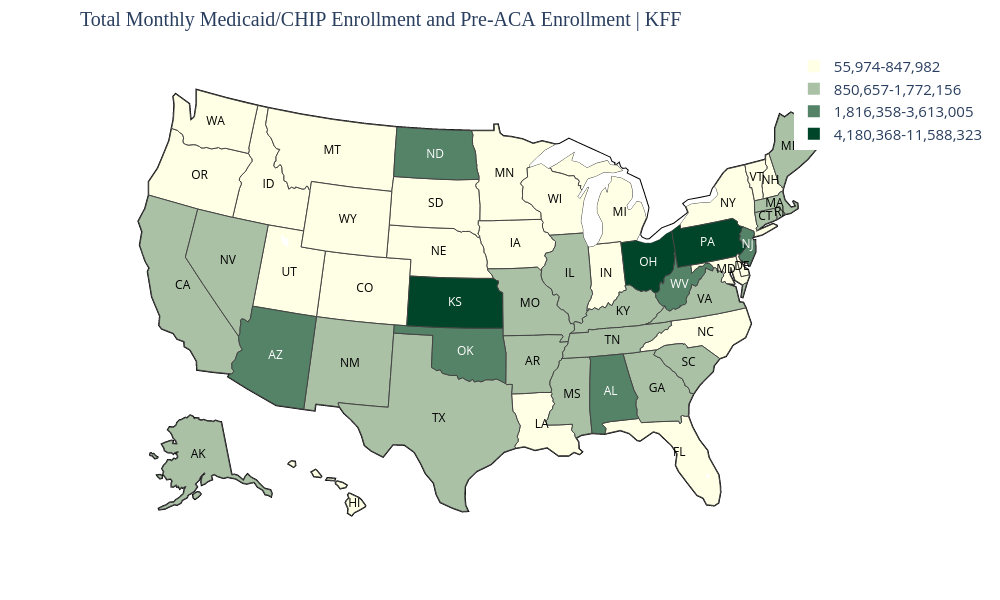 Total Monthly Medicaid/CHIP Enrollment and Pre-ACA Enrollment | KFF
55,974-847,982
850,657-1,772,156
1,816,358-3,613,005
4,180,368-11,588,323
WA
MT
ND
MN
OR
ID
SD
WI
MI
WY
NE
IA
NY
VT
NH
MA
CT
RI
CA
NV
UT
CO
KS
MO
IL
IN
OH
PA
NJ
MD
DE
WV
VA
KY
AZ
NM
OK
AR
TN
NC
SC
TX
LA
MS
AL
GA
FL
AK
HI